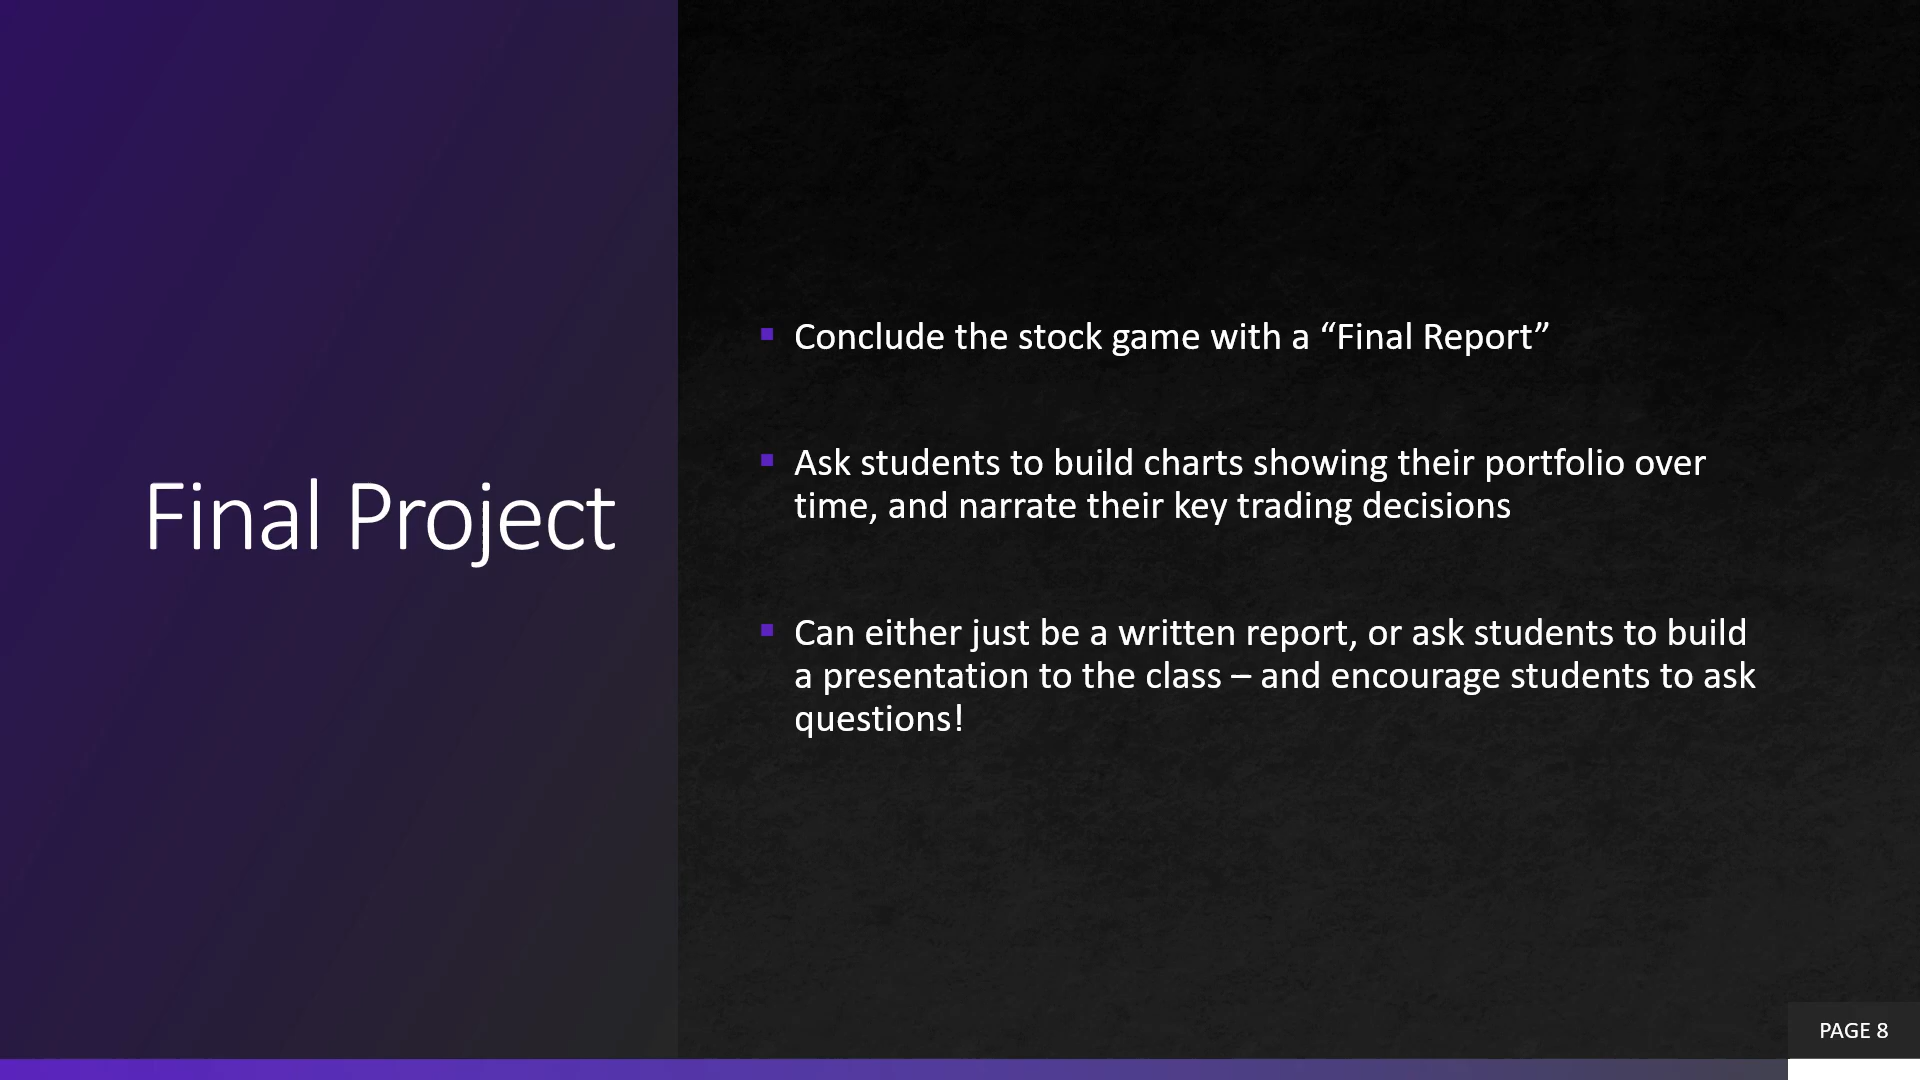 Final Project
Conclude the stock game with a “Final Report”
Ask students to build charts showing their portfolio over
time, and narrate their key trading decisions
Can either just be a written report, or ask students to build
a presentation to the class – and encourage students to ask
questions!
PAGE 8